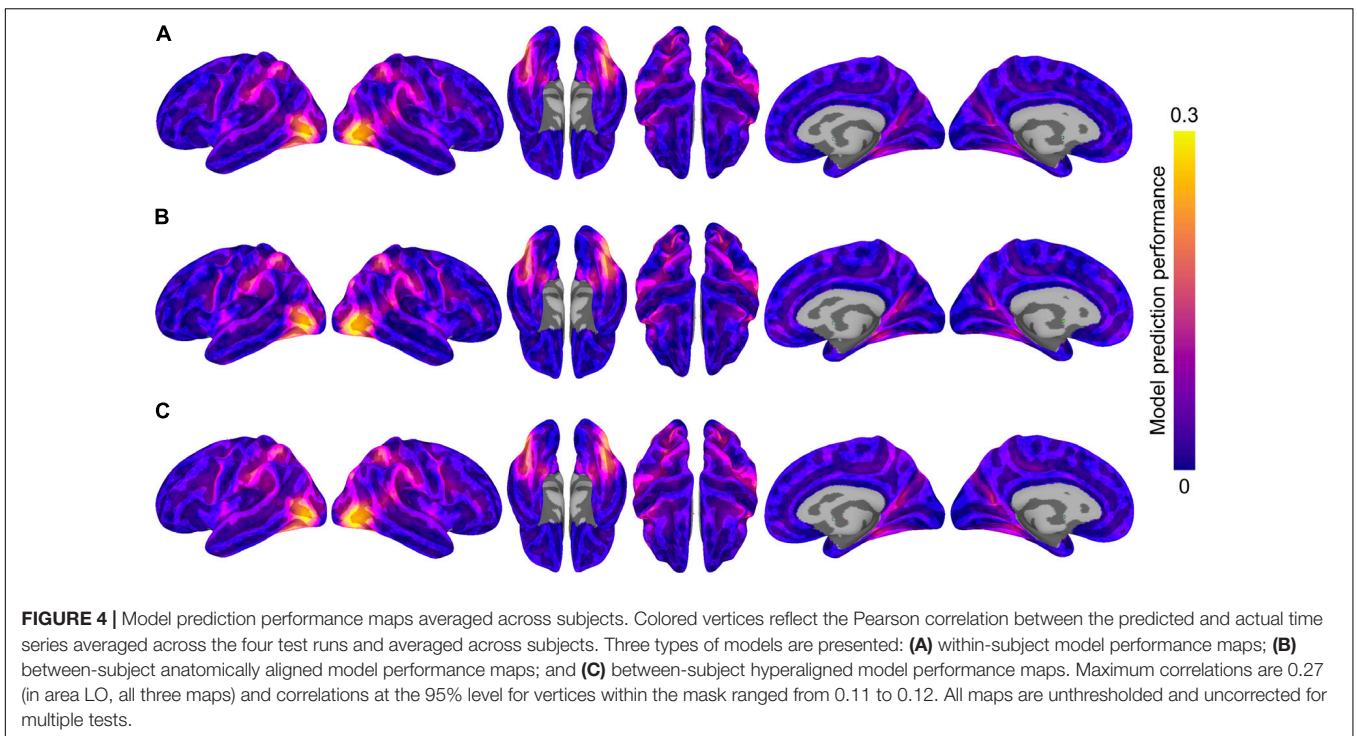 A
B
C
0.3
Model prediction performance
0
FIGURE 4 | Model prediction performance maps averaged across subjects. Colored vertices reflect the Pearson correlation between the predicted and actual time
series averaged across the four test runs and averaged across subjects. Three types of models are presented: (A) within-subject model performance maps; (B)
between-subject anatomically aligned model performance maps; and (C) between-subject hyperaligned model performance maps. Maximum correlations are 0.27
(in area LO, all three maps) and correlations at the 95% level for vertices within the mask ranged from 0.11 to 0.12. All maps are unthresholded and uncorrected for
multiple tests.